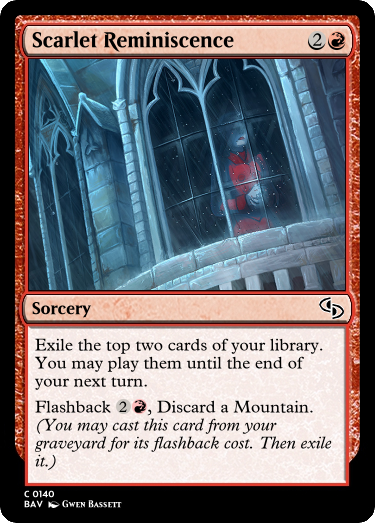 Scarlet Reminiscence 2
Sorcery
Exile the top two cards of your library.
You may play them until the end of
your next turn.
Flashback 2, Discard a Mountain.
(You may cast this card from your
graveyard for its flashback cost. Then exile
it.)
C 0140
BAV Gwen Bassett